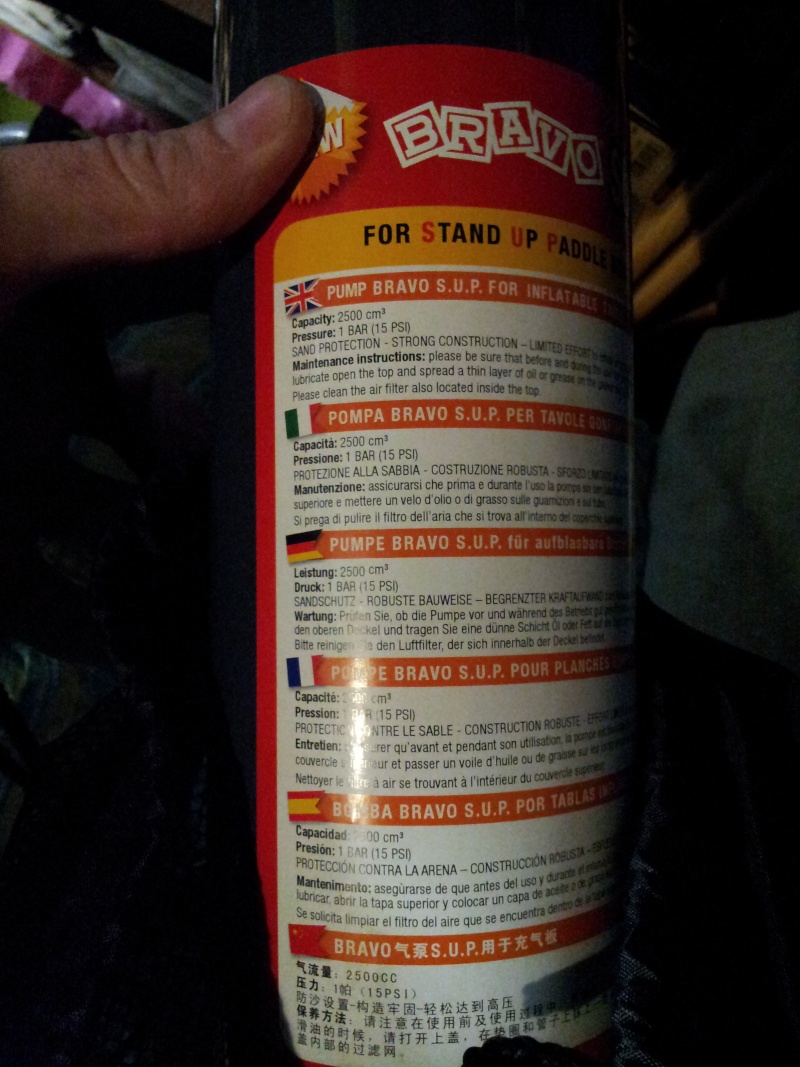 BRAVO
FOR STAND UP PADDLE
PUMP BRAVO S.U.P. FOR INFLATABLE
Capacity: 2500 cm³
Pressure: 1 BAR (15 PSI)
SAND PROTECTION - STRONG CONSTRUCTION – LIMITED EFFORT
Maintenance instructions: please be sure that before and during the
lubricate open the top and spread a thin layer of oil or grease on the
Please clean the air filter also located inside the top.
POMPA BRAVO S.U.P. PER TAVOLE
Capacità: 2500 cm³
Pressione: 1 BAR (15 PSI)
PROTEZIONE ALLA SABBIA - COSTRUZIONE ROBUSTA - SFORZO
Manutenzione: assicurarsi che prima e durante l'uso la pompa sia
superiore e mettere un velo d'olio o di grasso sulle guarnizioni e sul
Si prega di pulire il filtro dell'aria che si trova all'interno del coperchio
PUMPE BRAVO S.U.P. für aufblasbare
Leistung: 2500 cm³
Druck: 1 BAR (15 PSI)
SANDSCHUTZ - ROBUSTE BAUWEISE – BEGRENZTER KRAFTAUFWAND
Wartung: Prüfen Sie, ob die Pumpe vor und während des Betriebs gut
den oberen Deckel und tragen Sie eine dünne Schicht Öl oder Fett auf
Bitte reinigen den Luftfilter, der sich innerhalb der Deckel befindet.
POMPE BRAVO S.U.P. POUR PLANCHES
Capacité: cm³
Pression: 1 BAR (15 PSI)
CONTRE LE SABLE - CONSTRUCTION ROBUSTE -
Entretien: qu'avant et pendant son utilisation, la pompe
couvercle et passer un voile d'huile ou de graisse sur
Nettoyer le à air se trouvant à l'intérieur du couvercle supérieur.
BOMBA BRAVO S.U.P. POR TABLAS
Capacidad: cm³
Presión: 1 BAR (15 PSI)
PROTECCIÓN CONTRA LA ARENA – CONSTRUCCIÓN ROBUSTA –
Mantenimento: asegùrarse de que antes del uso y durante el
lubricar, abrir la tapa superior y colocar un capa de aceite o de
Se solicita limpiar el filtro del aire que se encuentra dentro de
BRAVO气泵S.U.P.用于充气板
气流量：2500CC
压力：1帕（15PSI）
防沙设置-构造牢固-轻松达到高压
保养方法：请注意在使用前及使用过程中
滑油的时候，请打开上盖，在垫圈和管子上
盖内部的过滤网。